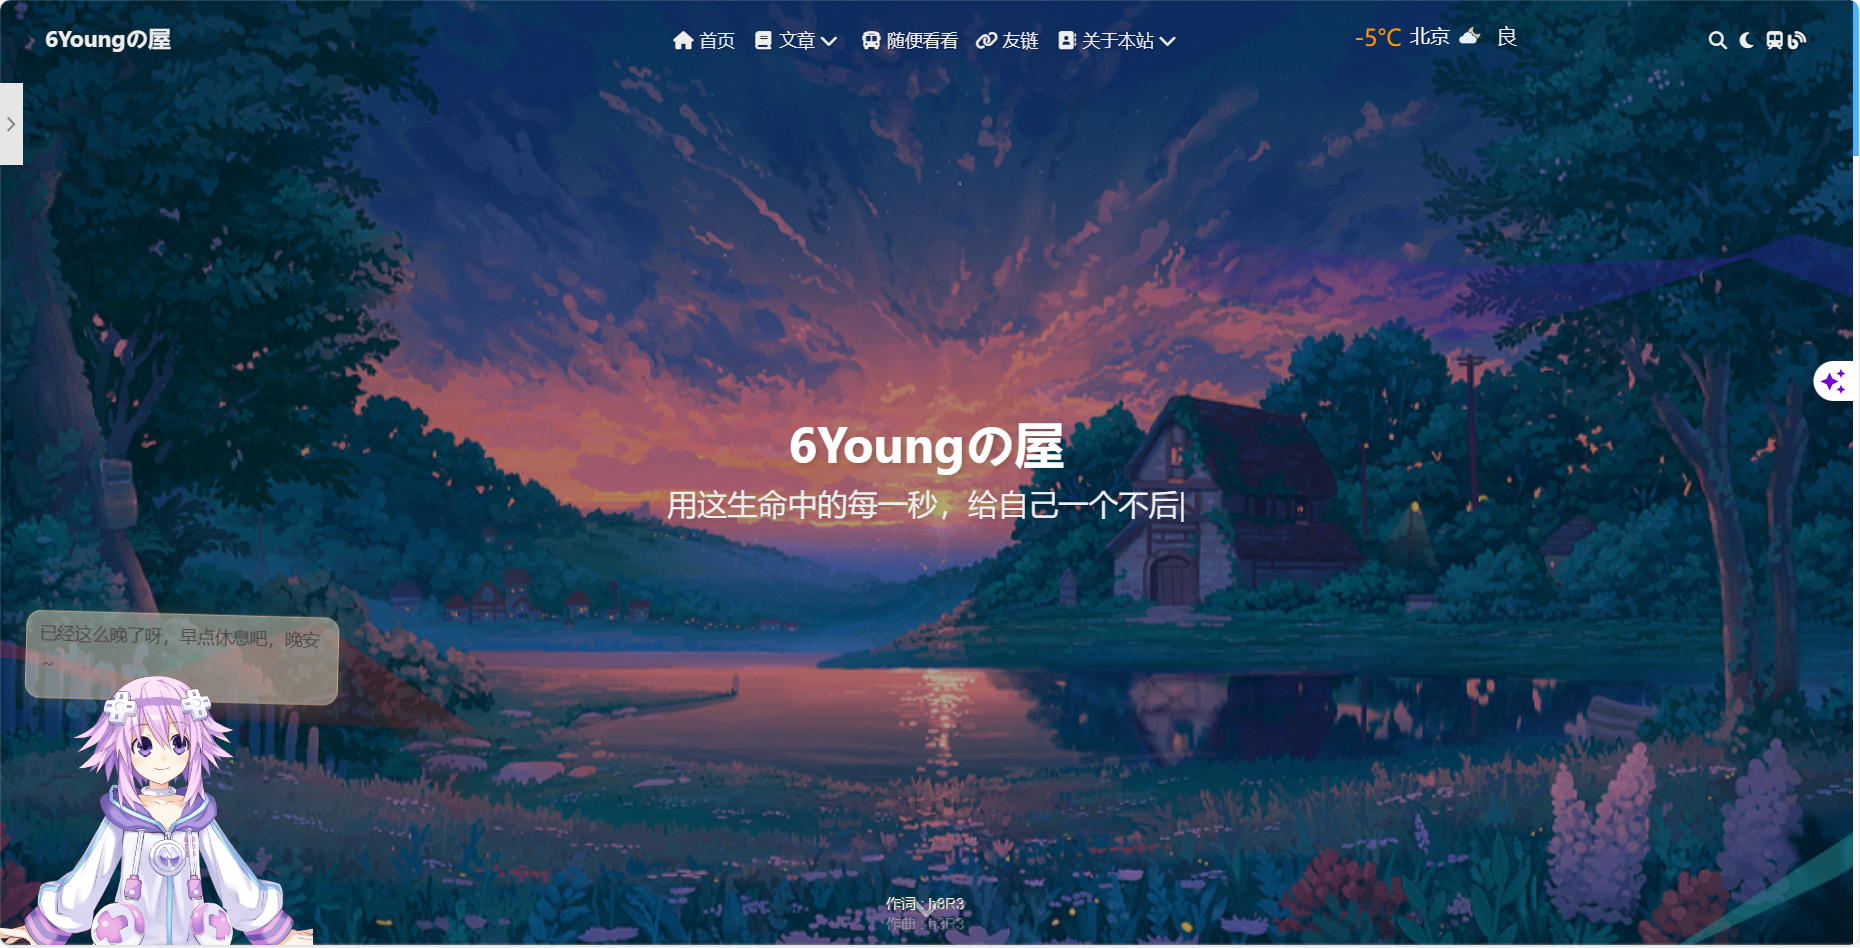 6Youngの屋
首页 文章 随便看看 友链 关于本站
-5°C 北京 良
6Youngの屋
用这生命中的每一秒，给自己一个不后|
已经这么晚了呀，早点休息吧，晚安
~
作词 : h3R3
作曲 : h3R3